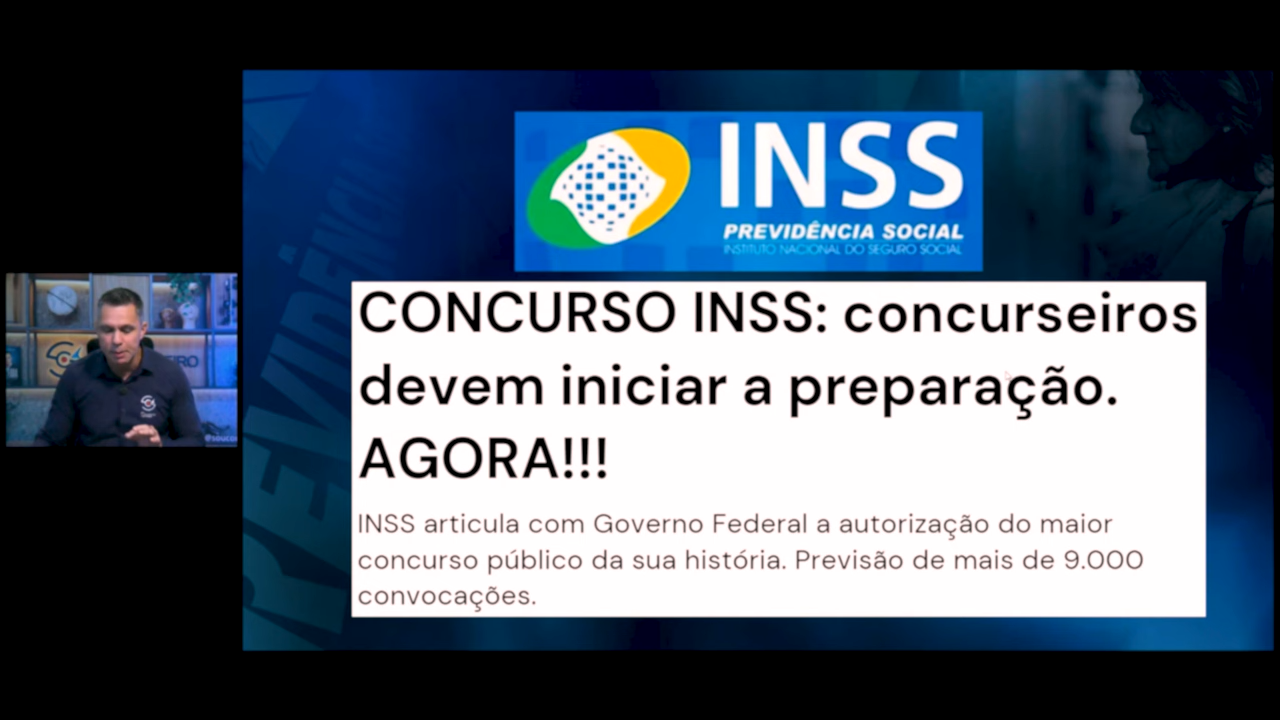 INSS
PREVIDÊNCIA SOCIAL
INSTITUTO NACIONAL DO SEGURO SOCIAL
CONCURSO INSS: concurseiros
devem iniciar a preparação.
AGORA!!!
INSS articula com Governo Federal a autorização do maior
concurso público da sua história. Previsão de mais de 9.000
convocações.